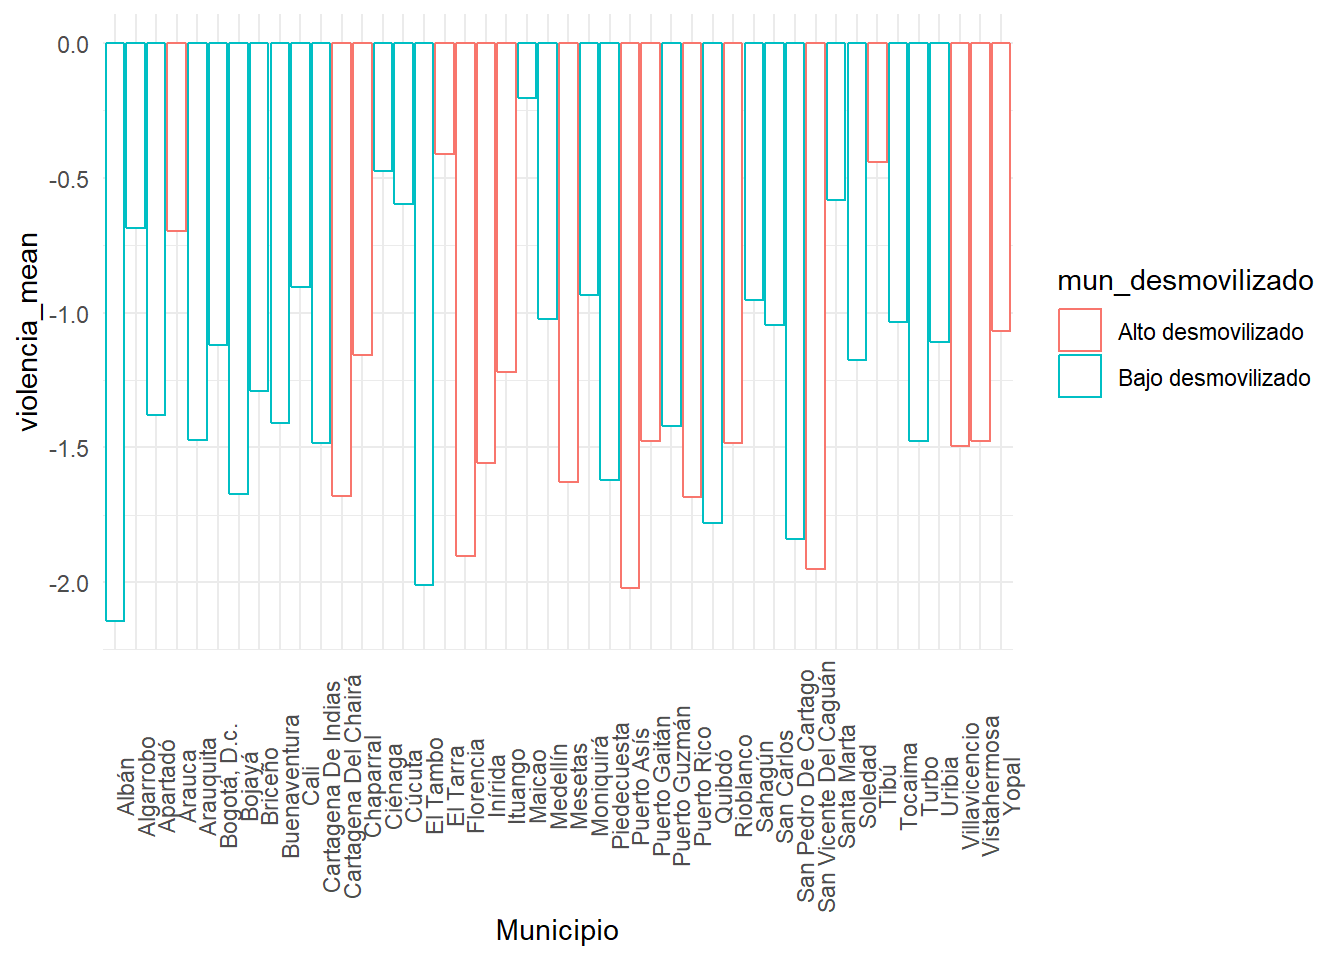 0.0
-0.5
-1.0
-1.5
-2.0
violencia_mean
Albán
Algarrobo
Apartadó
Arauca
Arauquita
Bogotá, D.c.
Bojayá
Briceño
Buenaventura
Cali
Cartagena De Indias
Cartagena Del Chairá
Chaparral
Ciénaga
Cúcuta
El Tambo
El Tarra
Florencia
Inírida
Ituango
Maicao
Medellín
Mesetas
Moniquirá
Piedecuesta
Puerto Asís
Puerto Gaitán
Puerto Guzmán
Puerto Rico
Quibdó
Rioblanco
Sahagún
San Carlos
San Pedro De Cartago
San Vicente Del Caguán
Santa Marta
Soledad
Tibú
Tocaima
Turbo
Uribia
Villavicencio
Vistahermosa
Yopal
Municipio
mun_desmovilizado
Alto desmovilizado
Bajo desmovilizado